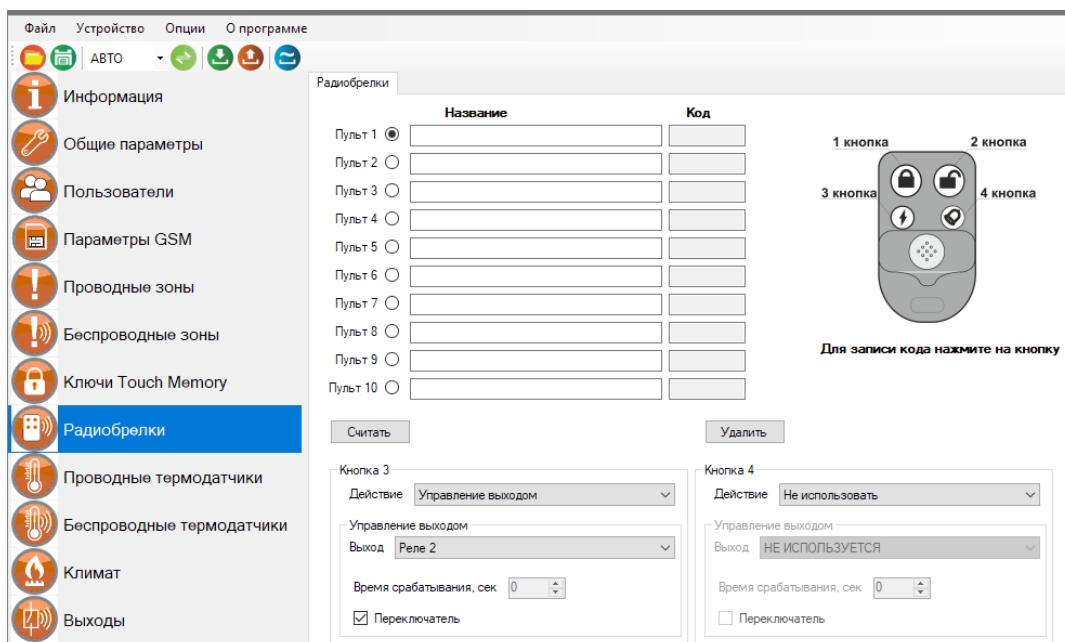 Файл Устройство Опции О программе
АВТО
Информация
Общие параметры
Пользователи
Параметры GSM
Проводные зоны
Беспроводные зоны
Ключи Touch Memory
Радиобрелки
Проводные термодатчики
Беспроводные термодатчики
Климат
Выходы
Радиобрелки
Название Код
Пульт 1
Пульт 2
Пульт 3
Пульт 4
Пульт 5
Пульт 6
Пульт 7
Пульт 8
Пульт 9
Пульт 10
1 кнопка 2 кнопка
3 кнопка 4 кнопка
Для записи кода нажмите на кнопку
Считать Удалить
Кнопка 3
Действие Управление выходом
Управление выходом
Выход Реле 2
Время срабатывания, сек 0
Переключатель
Кнопка 4
Действие Не использовать
Управление выходом
Выход НЕ ИСПОЛЬЗУЕТСЯ
Время срабатывания, сек 0
Переключатель